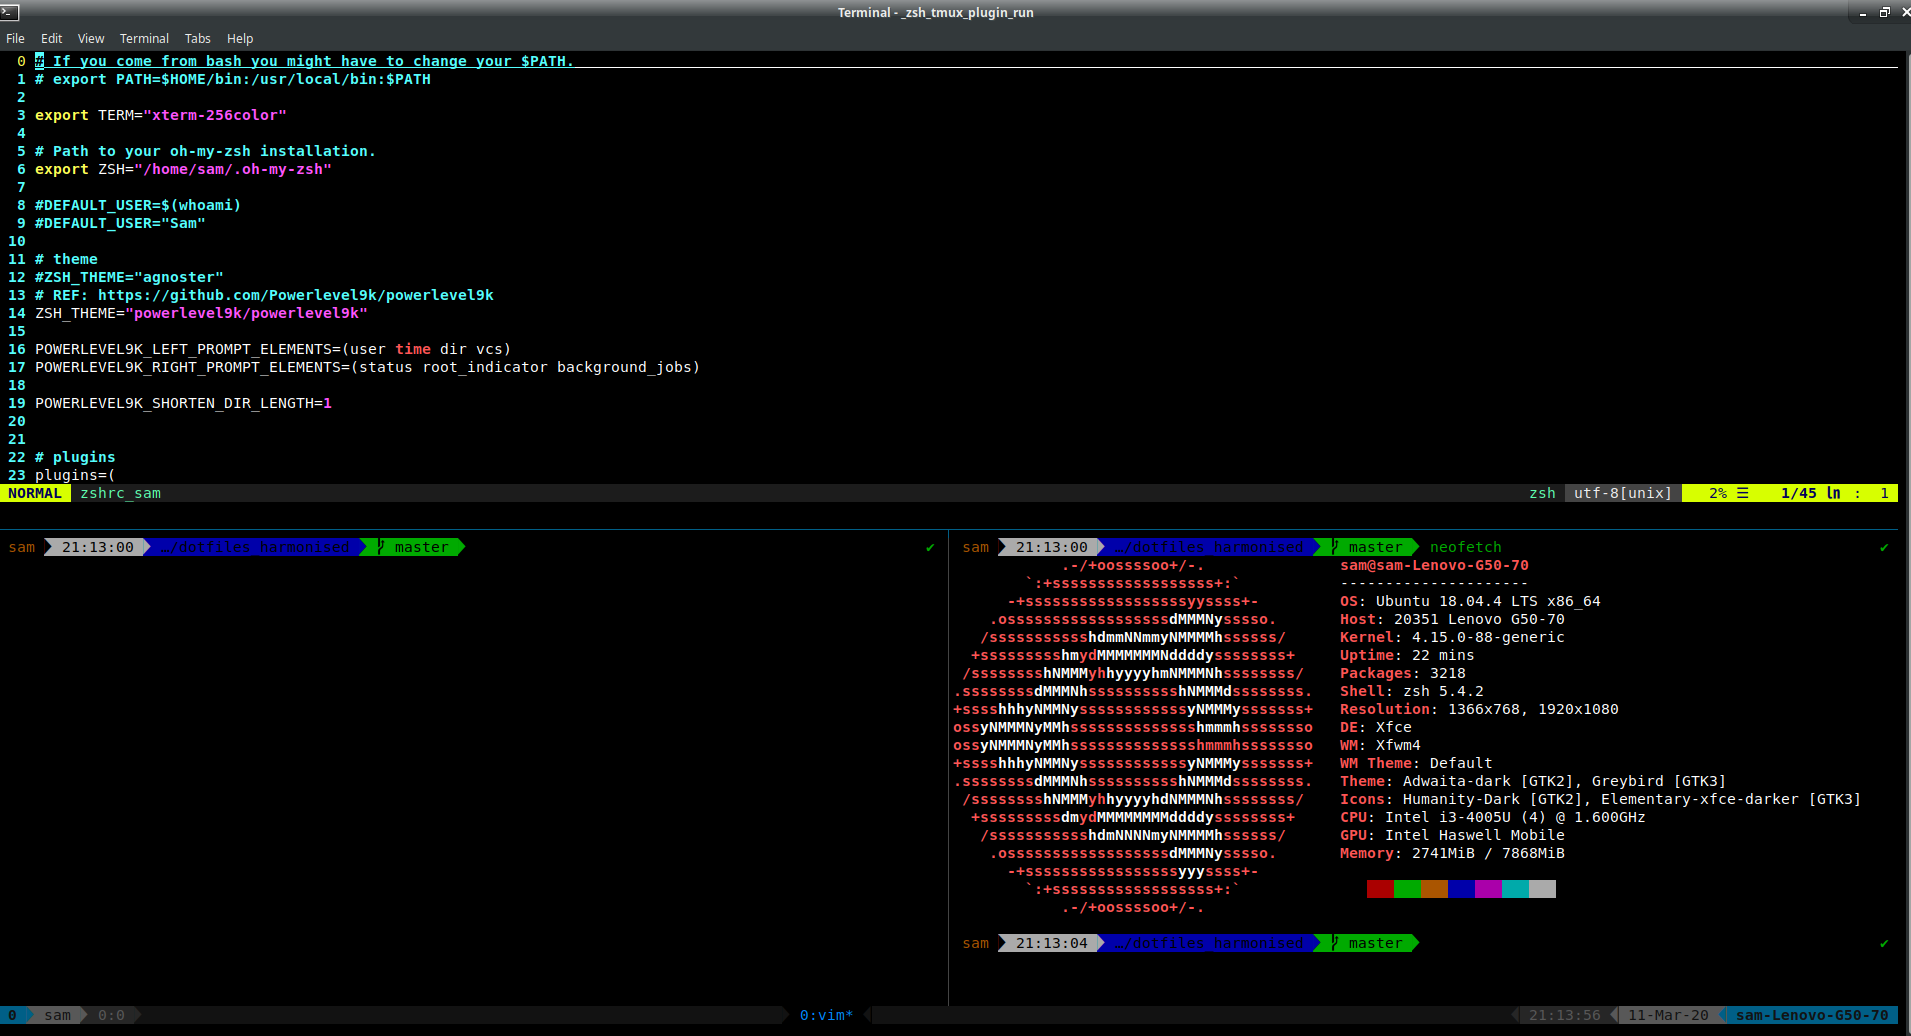 Terminal - _zsh_tmux_plugin_run
File Edit View Terminal Tabs Help
0 # If you come from bash you might have to change your $PATH.
1 # export PATH=$HOME/bin:/usr/local/bin:$PATH
2
3 export TERM="xterm-256color"
4
5 # Path to your oh-my-zsh installation.
6 export ZSH="/home/sam/.oh-my-zsh"
7
8 #DEFAULT_USER=$(whoami)
9 #DEFAULT_USER="Sam"
10
11 # theme
12 #ZSH_THEME="agnoster"
13 # REF: https://github.com/Powerlevel9k/powerlevel9k
14 ZSH_THEME="powerlevel9k/powerlevel9k"
15
16 POWERLEVEL9K_LEFT_PROMPT_ELEMENTS=(user time dir vcs)
17 POWERLEVEL9K_RIGHT_PROMPT_ELEMENTS=(status root_indicator background_jobs)
18
19 POWERLEVEL9K_SHORTEN_DIR_LENGTH=1
20
21
22 # plugins
23 plugins=(
NORMAL zshrc_sam zsh utf-8[unix] 2% ☰ 1/45 ln : 1
sam 21:13:00 …/dotfiles_harmonised master ✔
sam 21:13:00 …/dotfiles_harmonised master neofetch ✔
.-/+oossssoo+/-. sam@sam-Lenovo-G50-70
`:+ssssssssssssssssss+:` ---------------------
-+ssssssssssssssssssyyssss+- OS: Ubuntu 18.04.4 LTS x86_64
.ossssssssssssssssssdMMMNysssso. Host: 20351 Lenovo G50-70
/ssssssssssshdmmNNmmyNMMMMhssssss/ Kernel: 4.15.0-88-generic
+ssssssssshmydMMMMMMMNddddyssssssss+ Uptime: 22 mins
/sssssssshNMMMyhhyyyyhmNMMMNhssssssss/ Packages: 3218
.ssssssssdMMMNhsssssssssshNMMMdssssssss. Shell: zsh 5.4.2
+sssshhhyNMMNyssssssssssssyNMMMysssssss+ Resolution: 1366x768, 1920x1080
ossyNMMMNyMMhsssssssssssssshmmmhssssssso DE: Xfce
ossyNMMMNyMMhsssssssssssssshmmmhssssssso WM: Xfwm4
+sssshhhyNMMNyssssssssssssyNMMMysssssss+ WM Theme: Default
.ssssssssdMMMNhsssssssssshNMMMdssssssss. Theme: Adwaita-dark [GTK2], Greybird [GTK3]
/sssssssshNMMMyhhyyyyhdNMMMNhssssssss/ Icons: Humanity-Dark [GTK2], Elementary-xfce-darker [GTK3]
+sssssssssdmydMMMMMMMMddddyssssssss+ CPU: Intel i3-4005U (4) @ 1.600GHz
/ssssssssssshdmNNNNmyNMMMMhssssss/ GPU: Intel Haswell Mobile
.ossssssssssssssssssdMMMNysssso. Memory: 2741MiB / 7868MiB
-+sssssssssssssssssyyyssss+-
`:+ssssssssssssssssss+:`
.-/+oossssoo+/-.
sam 21:13:04 …/dotfiles_harmonised master ✔
0 sam 0:0 0:vim* 21:13:56 11-Mar-20 sam-Lenovo-G50-70